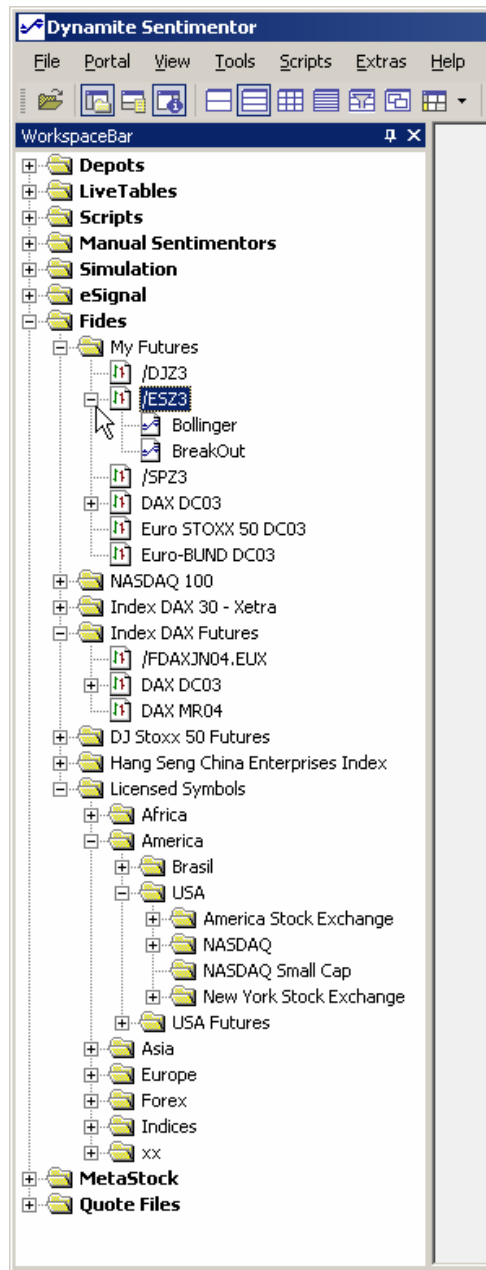 Dynamite Sentimentor
File Portal View Tools Scripts Extras Help
WorkspaceBar
Depots
LiveTables
Scripts
Manual Sentimentors
Simulation
eSignal
Fides
My Futures
/DJZ3
/ESZ3
Bollinger
BreakOut
/SPZ3
DAX DC03
Euro STOXX 50 DC03
Euro-BUND DC03
NASDAQ 100
Index DAX 30 - Xetra
Index DAX Futures
/FDAXJN04.EUX
DAX DC03
DAX MR04
DJ Stoxx 50 Futures
Hang Seng China Enterprises Index
Licensed Symbols
Africa
America
Brasil
USA
America Stock Exchange
NASDAQ
NASDAQ Small Cap
New York Stock Exchange
USA Futures
Asia
Europe
Forex
Indices
xx
MetaStock
Quote Files